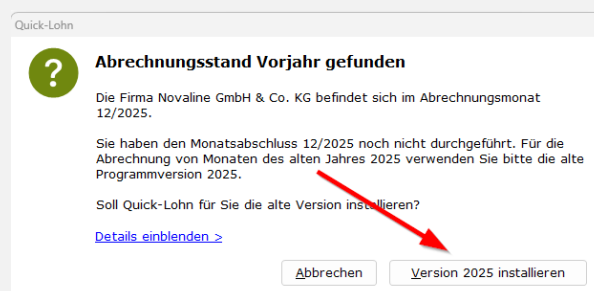 Quick-Lohn
Abrechnungsstand Vorjahr gefunden
Die Firma Novaline GmbH & Co. KG befindet sich im Abrechnungsmonat
12/2025.
Sie haben den Monatsabschluss 12/2025 noch nicht durchgeführt. Für die
Abrechnung von Monaten des alten Jahres 2025 verwenden Sie bitte die alte
Programmversion 2025.
Soll Quick-Lohn für Sie die alte Version installieren?
Details einblenden >
Abbrechen
Version 2025 installieren